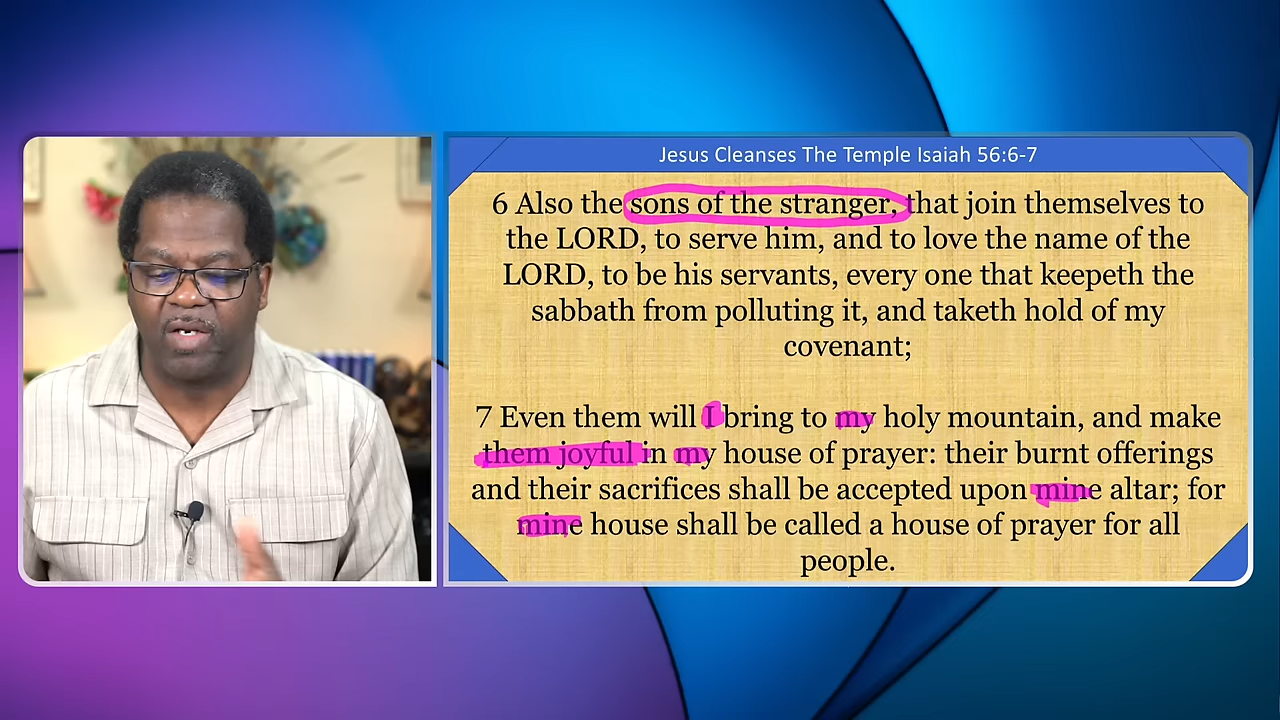 Jesus Cleanses The Temple Isaiah 56:6-7
6 Also the sons of the stranger, that join themselves to
the LORD, to serve him, and to love the name of the
LORD, to be his servants, every one that keepeth the
sabbath from polluting it, and taketh hold of my
covenant;
7 Even them will I bring to my holy mountain, and make
them joyful in my house of prayer: their burnt offerings
and their sacrifices shall be accepted upon mine altar; for
mine house shall be called a house of prayer for all
people.